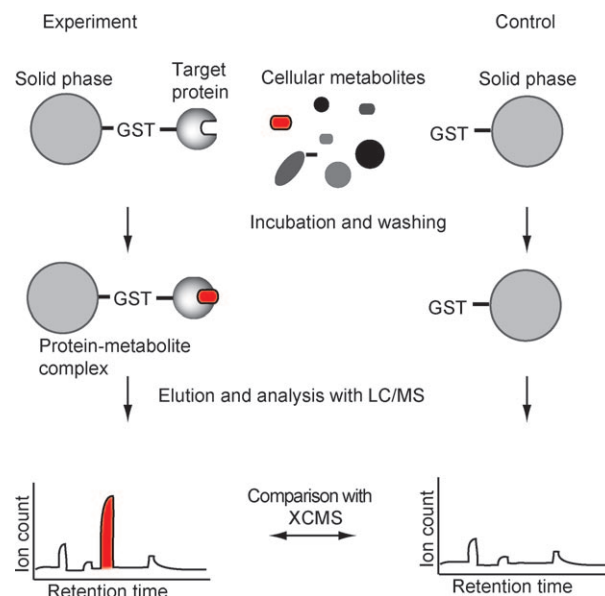 Experiment
Control
Solid phase
Target
protein
Cellular metabolites
Solid phase
GST
GST
Incubation and washing
GST
GST
Protein-metabolite
complex
Elution and analysis with LC/MS
Ion count
Retention time
Comparison with
XCMS
Ion count
Retention time